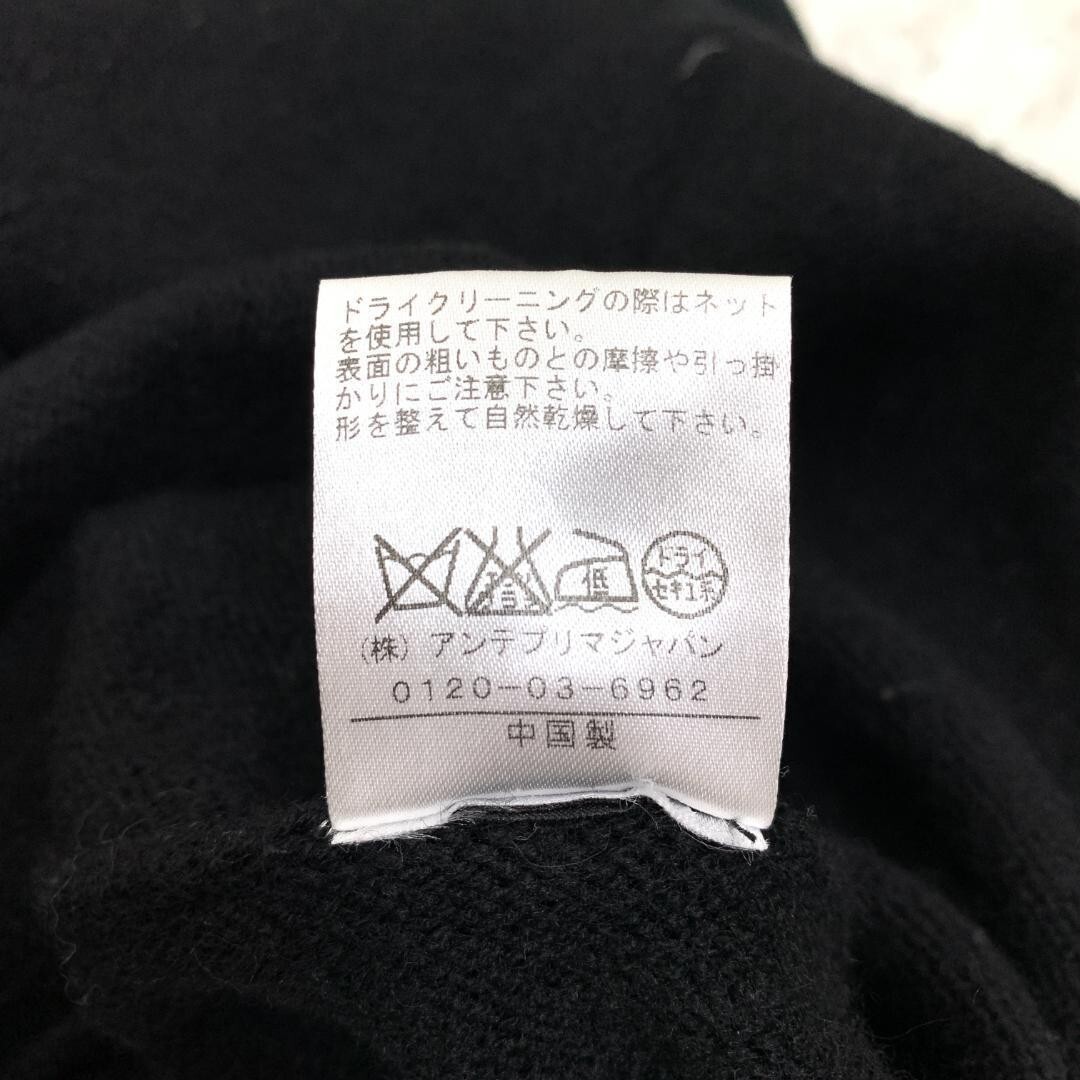 ドライクリーニングの際はネット
を使用して下さい。
表面の粗いものとの摩擦や引っ掛
かりにご注意下さい。
形を整えて自然乾燥して下さい。
低
ドライ
セキユ系
(株) アンテプリマジャパン
0120-03-6962
中国製